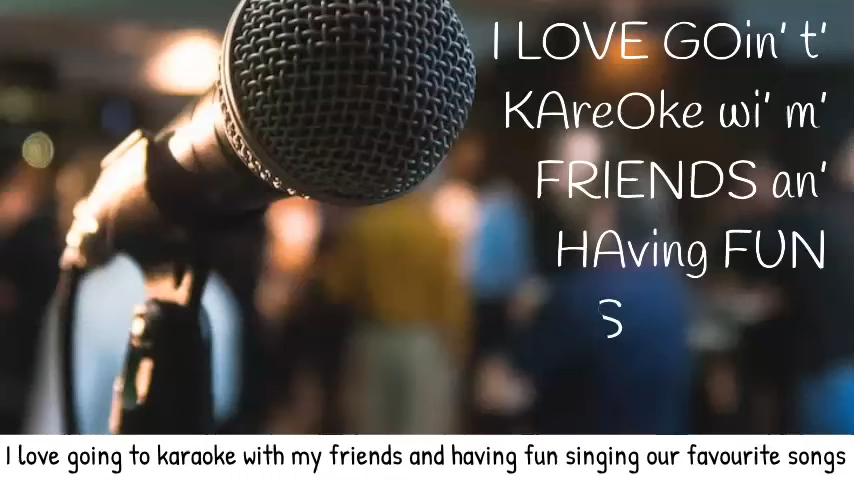 I LOVE GOin' t'
KAreOke wi' m'
FRIENDS an'
HAving FUN
S
I love going to karaoke with my friends and having fun singing our favourite songs